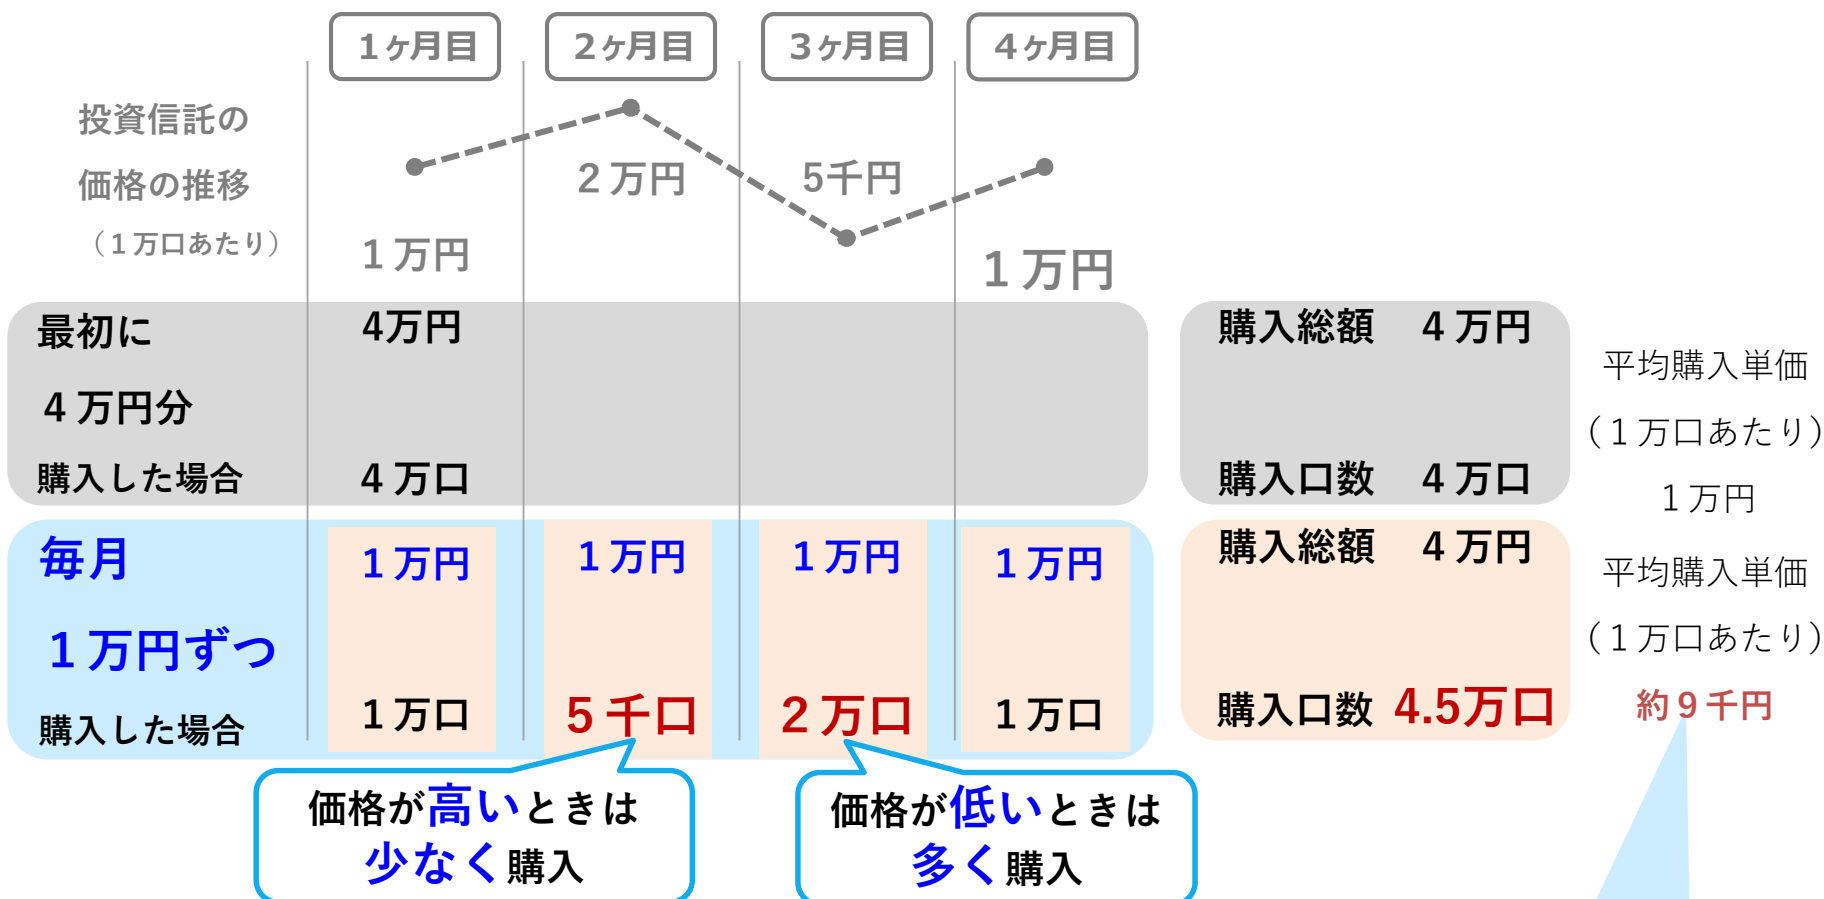 1ヶ月目 2ヶ月目 3ヶ月目 4ヶ月目
投資信託の
価格の推移
（１万口あたり）
１万円
２万円
5千円
１万円
最初に
４万円分
購入した場合
4万円
４万口
購入総額 ４万円
購入口数 ４万口
平均購入単価
（１万口あたり）
１万円
毎月
１万円ずつ
購入した場合
１万円 １万円 １万円 １万円
１万口 ５千口 ２万口 １万口
購入総額 ４万円
購入口数 4.5万口
平均購入単価
（１万口あたり）
約９千円
価格が高いときは
少なく購入
価格が低いときは
多く購入